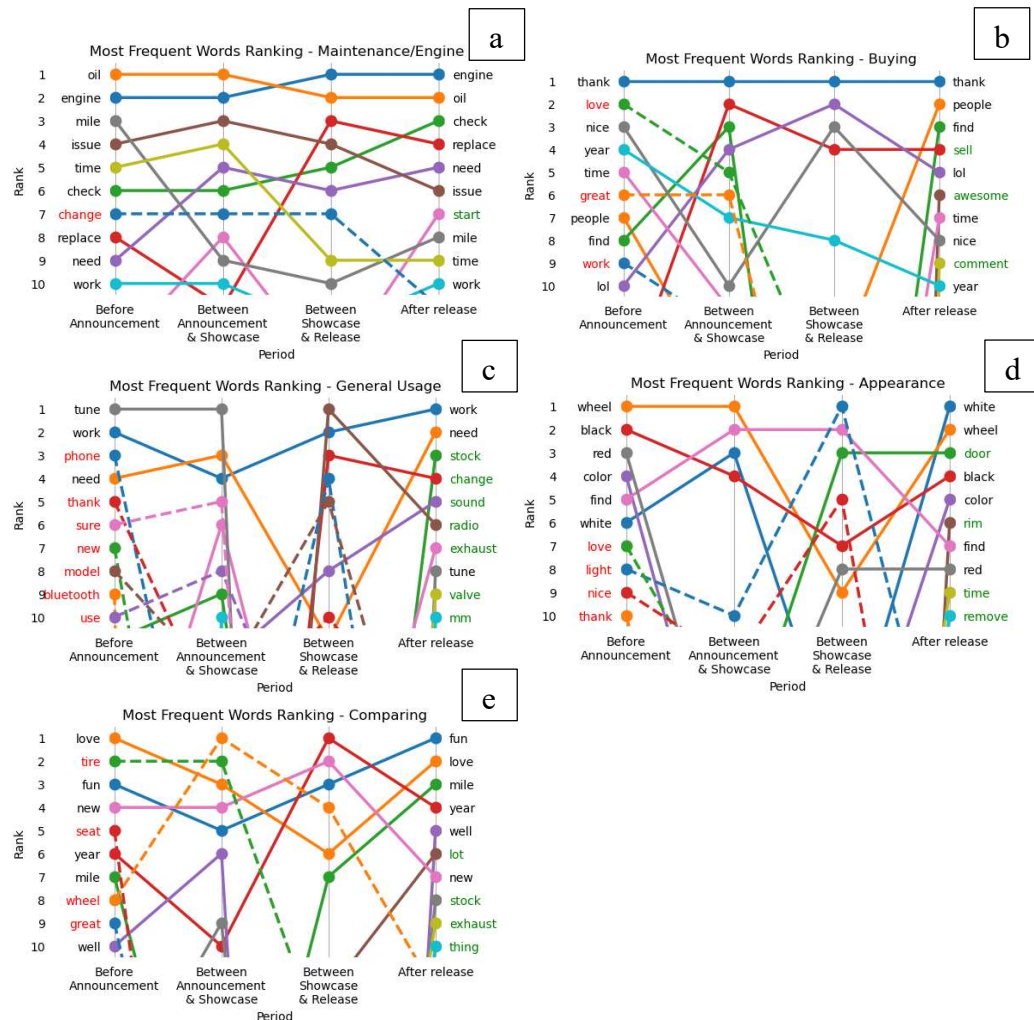 a
Most Frequent Words Ranking - Maintenance/Engine
1 oil engine
2 engine oil
3 mile check
4 issue replace
5 time need
6 check issue
7 change start
8 replace mile
9 need time
10 work work
Rank
Before Announcement
Between Announcement & Showcase
Between Showcase & Release
After release
Period
b
Most Frequent Words Ranking - Buying
1 thank thank
2 love people
3 nice find
4 year sell
5 time lol
6 great awesome
7 people time
8 find nice
9 work comment
10 lol year
Rank
Before Announcement
Between Announcement & Showcase
Between Showcase & Release
After release
Period
c
Most Frequent Words Ranking - General Usage
1 tune work
2 work need
3 phone stock
4 need change
5 thank sound
6 sure radio
7 new exhaust
8 model tune
9 bluetooth valve
10 use mm
Rank
Before Announcement
Between Announcement & Showcase
Between Showcase & Release
After release
Period
d
Most Frequent Words Ranking - Appearance
1 wheel white
2 black wheel
3 red door
4 color black
5 find color
6 white rim
7 love find
8 light red
9 nice time
10 thank remove
Rank
Before Announcement
Between Announcement & Showcase
Between Showcase & Release
After release
Period
e
Most Frequent Words Ranking - Comparing
1 love fun
2 tire love
3 fun mile
4 new year
5 seat well
6 year lot
7 mile new
8 wheel stock
9 great exhaust
10 well thing
Rank
Before Announcement
Between Announcement & Showcase
Between Showcase & Release
After release
Period